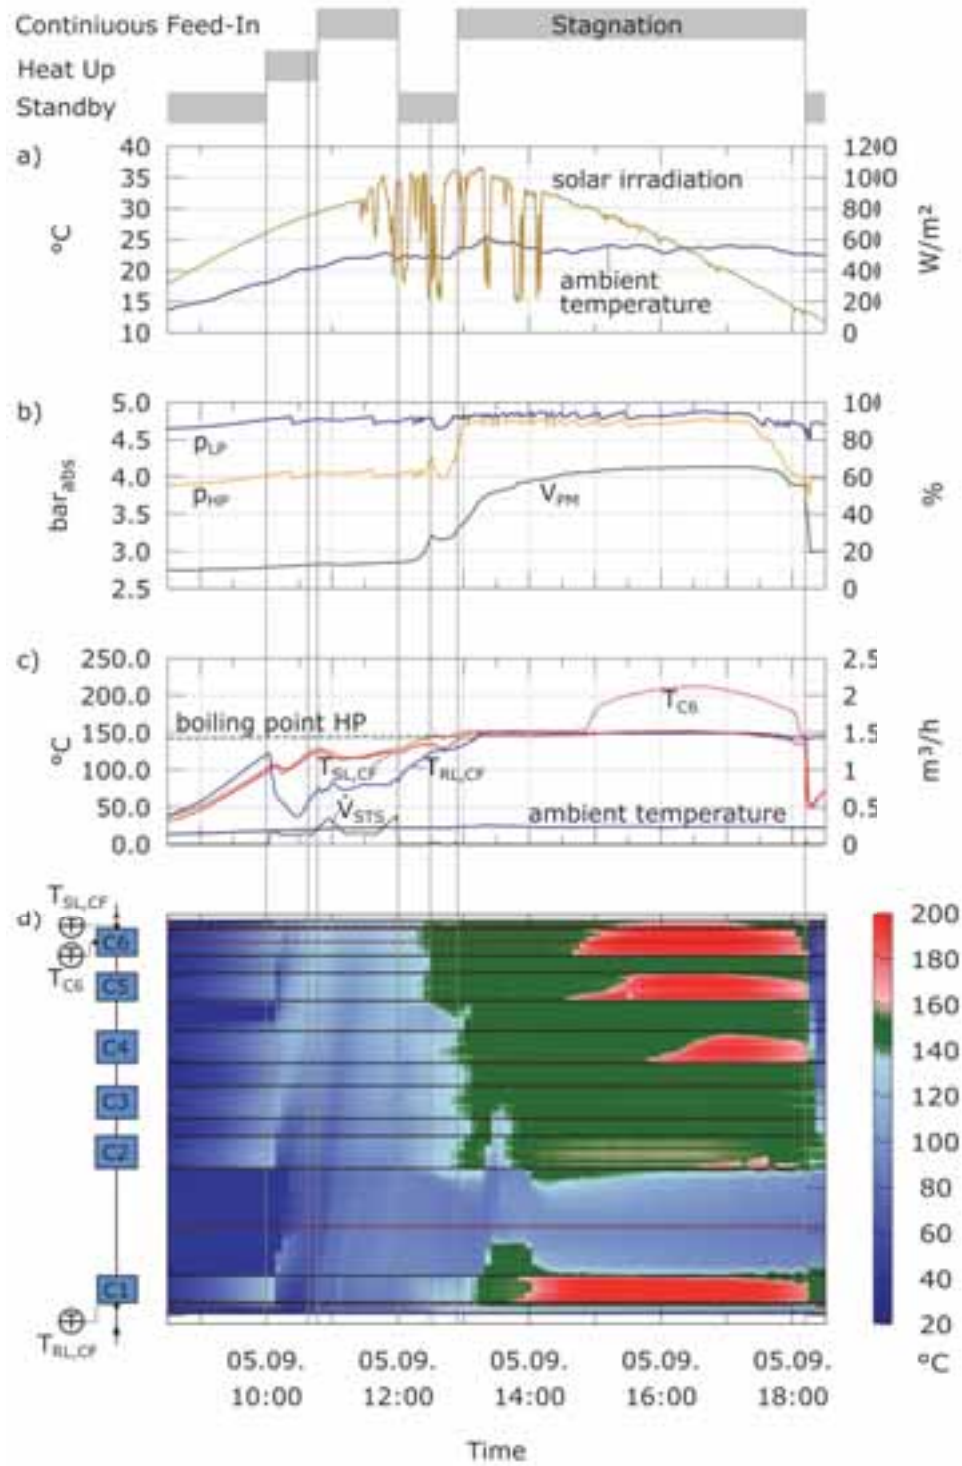 Continiuous Feed-In
Stagnation
Heat Up
Standby
a)
40 35 30 25 20 15 10
°C
1200 1000 800 600 400 200 0
W/m²
solar irradiation
ambient
temperature
b)
5.0 4.5 4.0 3.5 3.0 2.5
bar_abs
100 80 60 40 20 0
%
p_LP
p_HP
V_PM
c)
250.0 200.0 150.0 100.0 50.0 0.0
°C
2.5 2 1.5 1 0.5 0
m³/h
boiling point HP
T_C6
T_SL,CF
T_RL,CF
V̇_STS
ambient temperature
d)
T_SL,CF
T
C6
T
T_C6
C5
C4
C3
C2
C1
T
T_RL,CF
200 180 160 140 120 100 80 60 40 20
°C
05.09. 05.09. 05.09. 05.09. 05.09.
10:00 12:00 14:00 16:00 18:00
Time